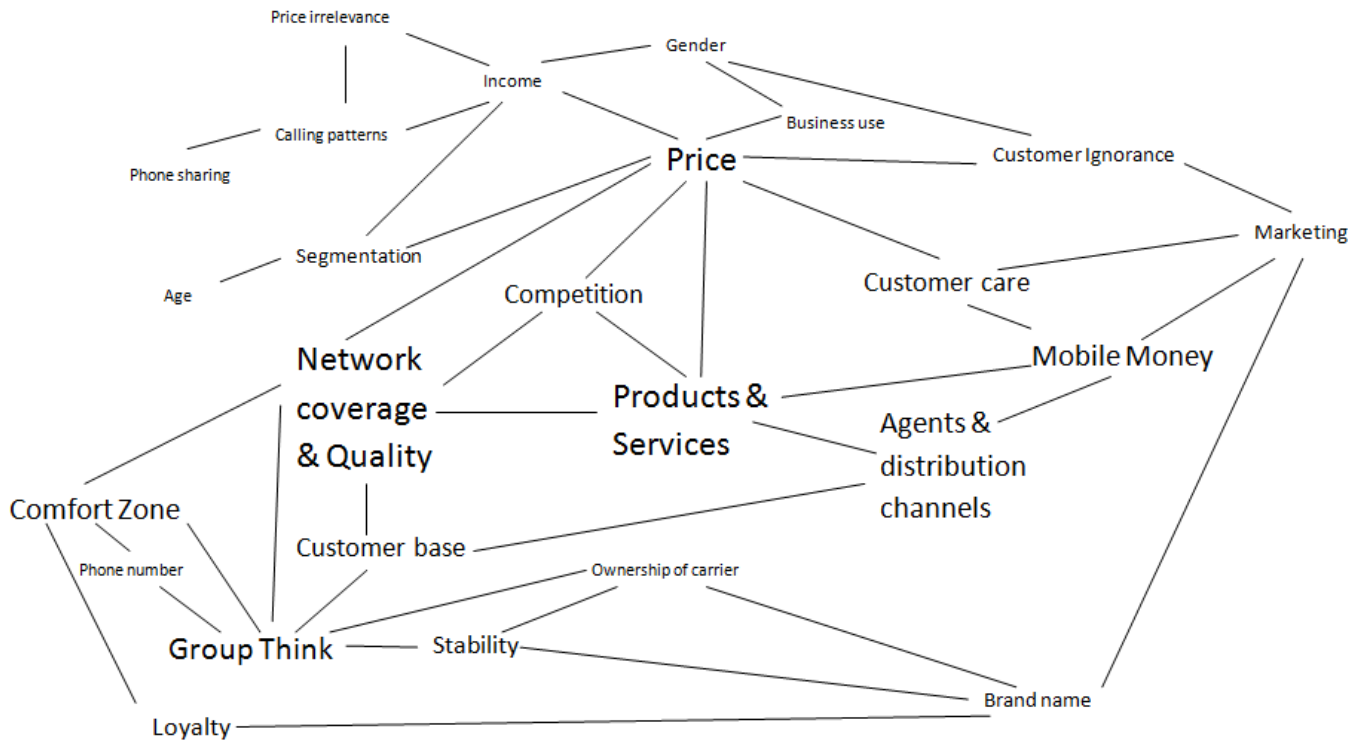 Price irrelevance
Gender
Income
Business use
Calling patterns
Price
Customer Ignorance
Phone sharing
Marketing
Segmentation
Customer care
Age
Competition
Network
coverage
& Quality
Mobile Money
Products &
Services
Agents &
distribution
channels
Comfort Zone
Customer base
Phone number
Ownership of carrier
Group Think
Stability
Brand name
Loyalty